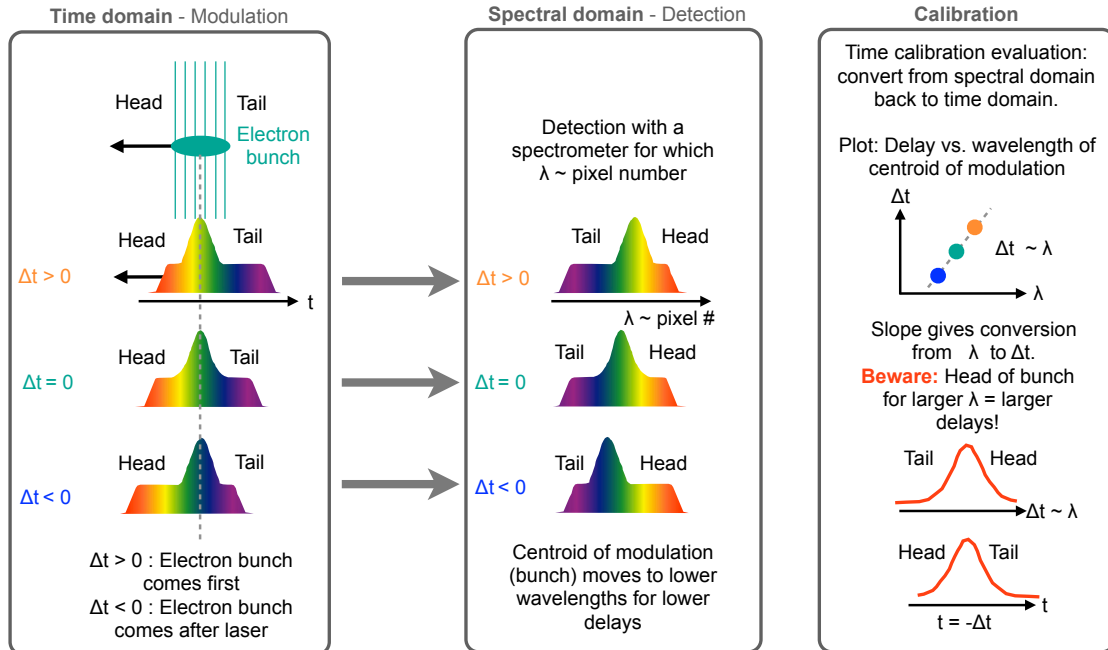 Time domain - Modulation
Head
Tail
Electron
bunch
Head
Tail
Δt > 0
t
Δt = 0
Head
Tail
Head
Tail
Δt < 0
Δt > 0 : Electron bunch
comes first
Δt < 0 : Electron bunch
comes after laser
Spectral domain - Detection
Detection with a
spectrometer for which
λ ~ pixel number
Tail
Head
Δt > 0
λ ~ pixel #
Tail
Head
Δt = 0
Tail
Head
Δt < 0
Centroid of modulation
(bunch) moves to lower
wavelengths for lower
delays
Calibration
Time calibration evaluation:
convert from spectral domain
back to time domain.
Plot: Delay vs. wavelength of
centroid of modulation
Δt
Δt ~ λ
λ
Slope gives conversion
from λ to Δt.
Beware: Head of bunch
for larger λ = larger
delays!
Tail
Head
Δt ~ λ
Head
Tail
t
t = -Δt